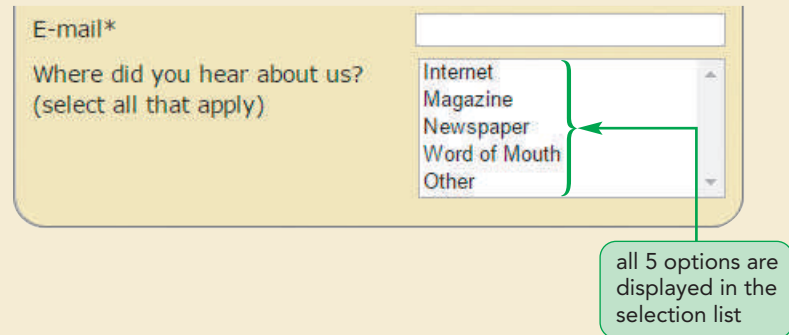 E-mail*
Where did you hear about us?
(select all that apply)
Internet
Magazine
Newspaper
Word of Mouth
Other
all 5 options are
displayed in the
selection list